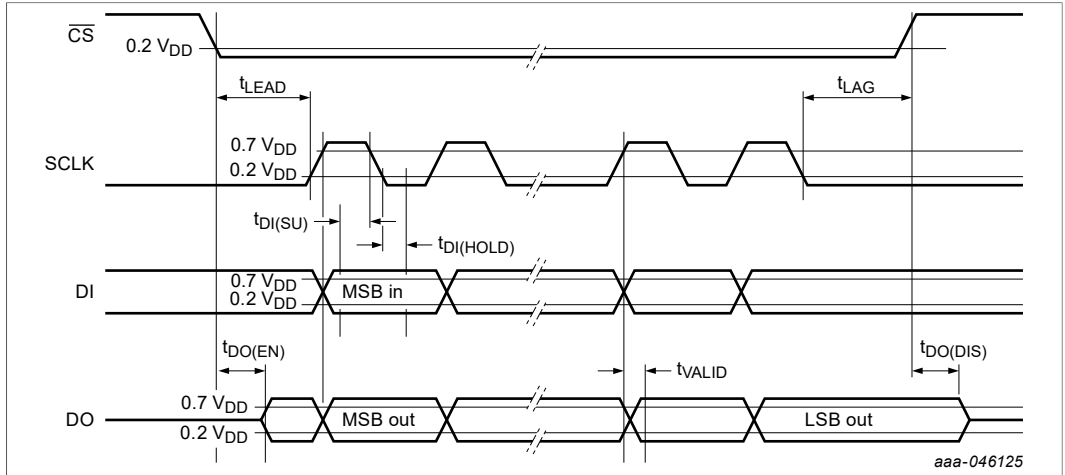 CS
0.2 VDD
tLEAD
tLAG
0.7 VDD
SCLK
0.2 VDD
tDI(SU)
tDI(HOLD)
0.7 VDD
DI
MSB in
0.2 VDD
tDO(EN)
tVALID
tDO(DIS)
0.7 VDD
DO
MSB out
LSB out
0.2 VDD
aaa-046125